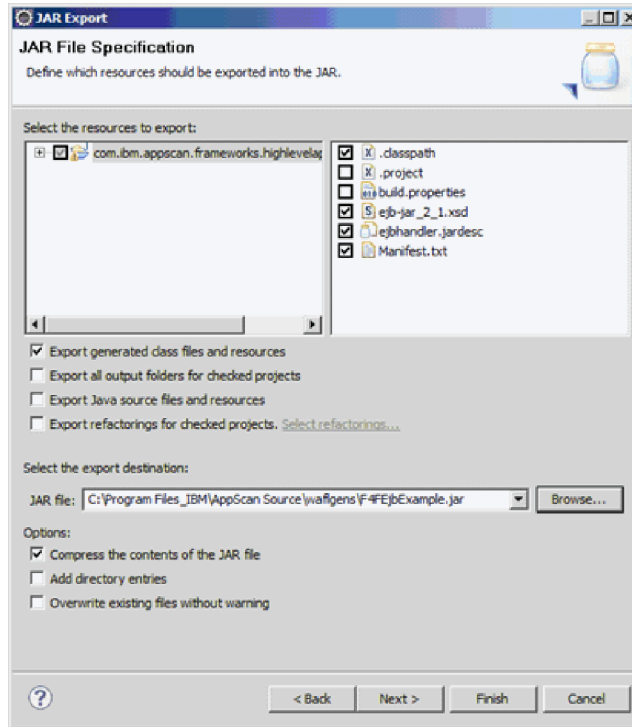 JAR Export
JAR File Specification
Define which resources should be exported into the JAR.
Select the resources to export:
com.ibm.appscan.frameworks.highlevelap
.classpath
.project
build.properties
ejb-jar_2_1.xsd
ejbhandler.jardesc
Manifest.txt
Export generated class files and resources
Export all output folders for checked projects
Export Java source files and resources
Export refactorings for checked projects. Select refactorings...
Select the export destination:
JAR file: C:\Program Files_IBM\AppScan Source\waflgens\F4FEjbExample.jar Browse...
Options:
Compress the contents of the JAR file
Add directory entries
Overwrite existing files without warning
? < Back Next > Finish Cancel